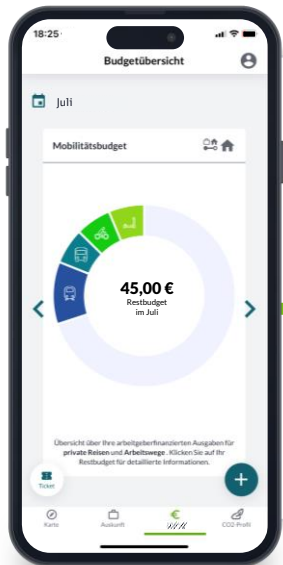 18:25
Budgetübersicht
Juli
Mobilitätsbudget
45,00 €
Restbudget
im Juli
Übersicht über Ihre arbeitgeberfinanzierten Ausgaben für
private Reisen und Arbeitswege. Klicken Sie auf Ihr
Restbudget für detaillierte Informationen.
Ticket
+
Karte
Auskunft
€
CO2-Profil